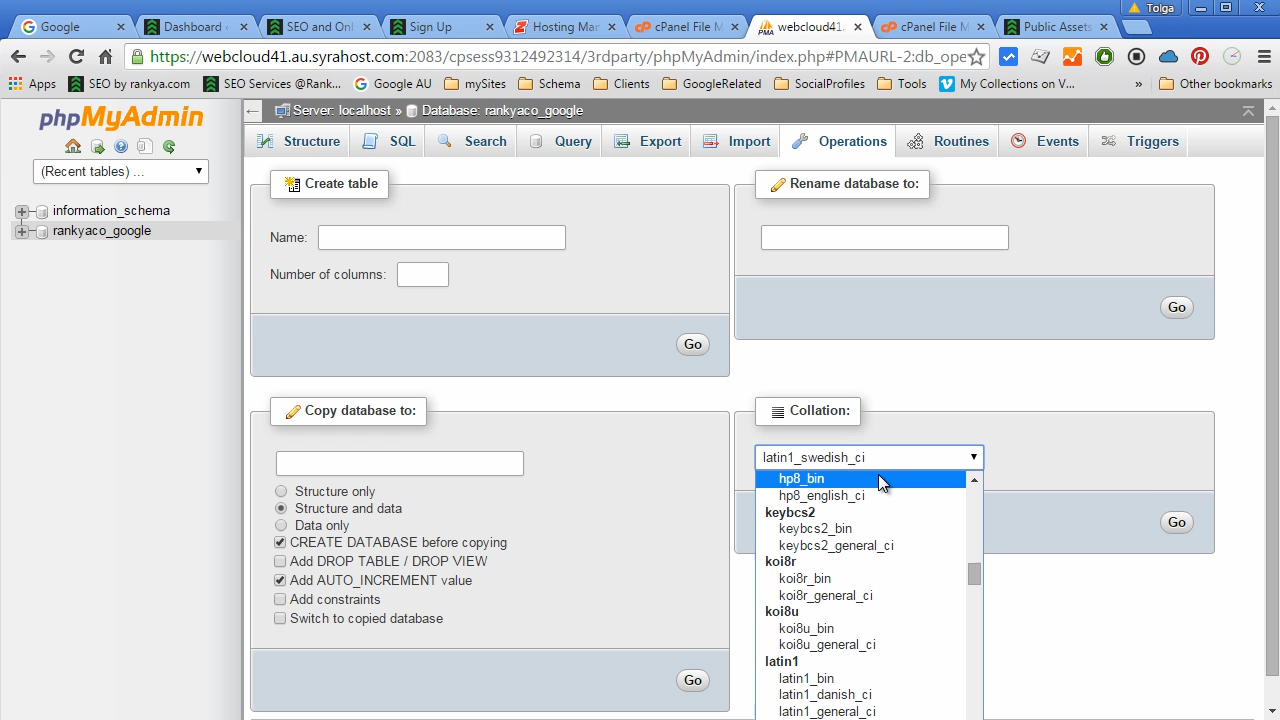 Tolga
Google
Dashboard
SEO and Onl
Sign Up
Hosting Man
cPanel File M
webcloud41.
cPanel File M
Public Assets
https://webcloud41.au.syrahost.com:2083/cpsess9312492314/3rdparty/phpMyAdmin/index.php#PMAURL-2:db_ope
Apps SEO by rankya.com SEO Services @Rank... Google AU mySites Clients Schema GoogleRelated SocialProfiles Tools My Collections on V... » Other bookmarks
phpMyAdmin
(Recent tables) ...
information_schema
rankyaco_google
Server: localhost » Database: rankyaco_google
Structure SQL Search Query Export Import Operations Routines Events Triggers
Create table
Name:
Number of columns:
Go
Rename database to:
Go
Copy database to:
Structure only
Structure and data
Data only
CREATE DATABASE before copying
Add DROP TABLE / DROP VIEW
Add AUTO_INCREMENT value
Add constraints
Switch to copied database
Go
Collation:
latin1_swedish_ci
hp8_bin
hp8_english_ci
keybcs2
keybcs2_bin
keybcs2_general_ci
koi8r
koi8r_bin
koi8r_general_ci
koi8u
koi8u_bin
koi8u_general_ci
latin1
latin1_bin
latin1_danish_ci
latin1_general_ci
Go